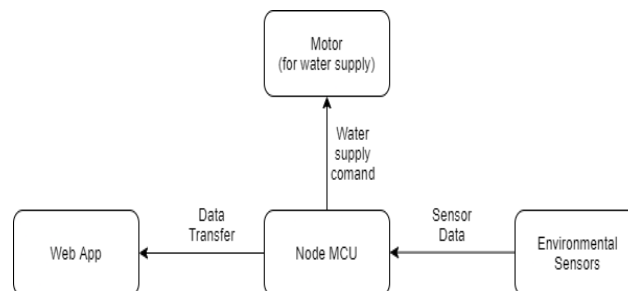 Motor
(for water supply)
Water
supply
comand
Data
Transfer
Sensor
Data
Web App
Node MCU
Environmental
Sensors